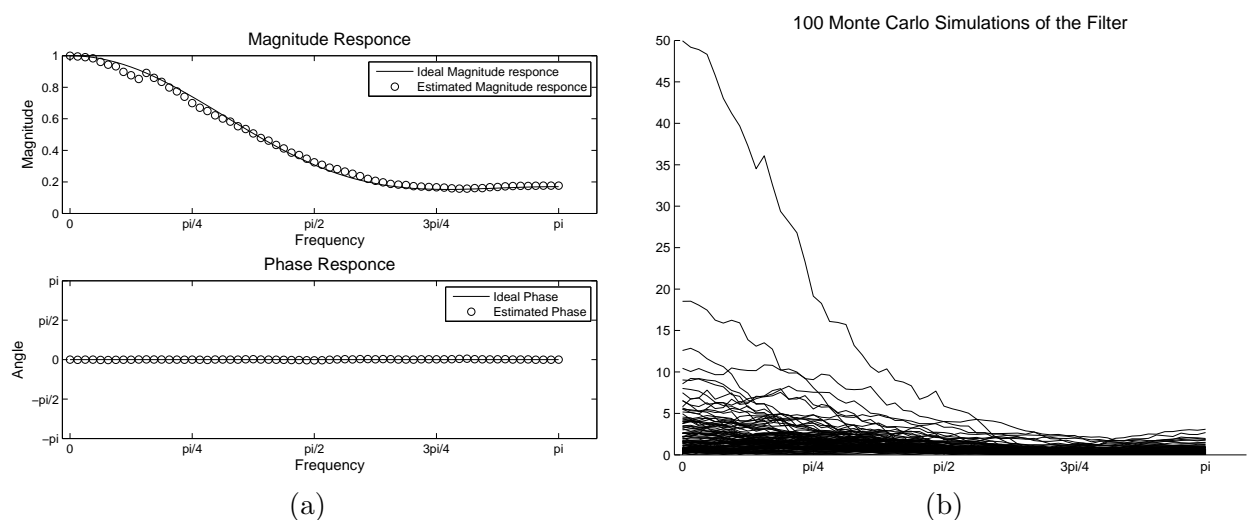 Magnitude Responce
1
0.8
0.6
0.4
0.2
0
Magnitude
Ideal Magnitude responce
Estimated Magnitude responce
0
pi/4
pi/2
3pi/4
pi
Frequency
Phase Responce
pi
pi/2
0
−pi/2
−pi
Angle
Ideal Phase
Estimated Phase
0
pi/4
pi/2
3pi/4
pi
Frequency
(a)
100 Monte Carlo Simulations of the Filter
50
45
40
35
30
25
20
15
10
5
0
0
pi/4
pi/2
3pi/4
pi
(b)